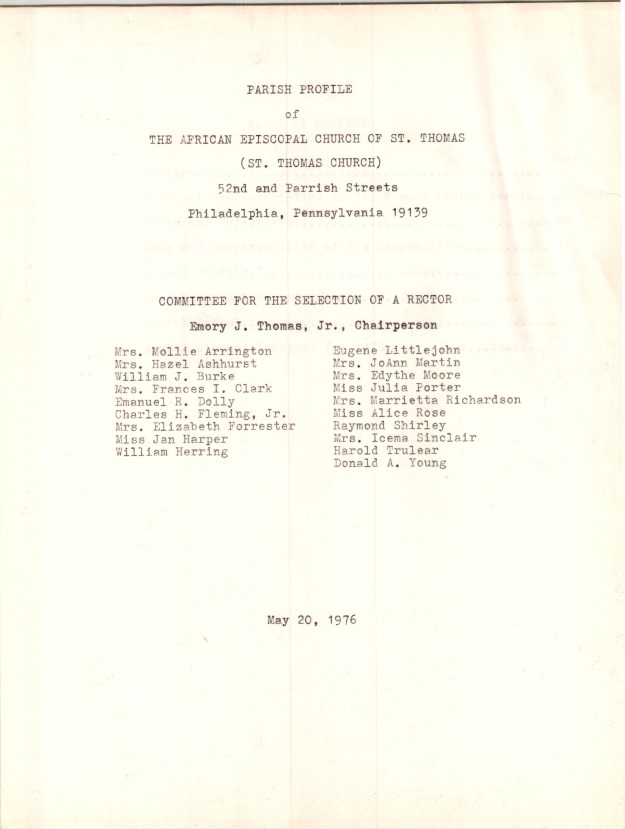 PARISH PROFILE
of
THE AFRICAN EPISCOPAL CHURCH OF ST. THOMAS
(ST. THOMAS CHURCH)
52nd and Parrish Streets
Philadelphia, Pennsylvania 19139
COMMITTEE FOR THE SELECTION OF A RECTOR
Emory J. Thomas, Jr., Chairperson
Mrs. Mollie Arrington
Mrs. Hazel Ashhurst
William J. Burke
Mrs. Frances I. Clark
Emanuel R. Dolly
Charles H. Fleming, Jr.
Mrs. Elizabeth Forrester
Miss Jan Harper
William Herring
Eugene Littlejohn
Mrs. JoAnn Martin
Mrs. Edythe Moore
Miss Julia Porter
Mrs. Marrietta Richardson
Miss Alice Rose
Raymond Shirley
Mrs. Icema Sinclair
Harold Trulear
Donald A. Young
May 20, 1976